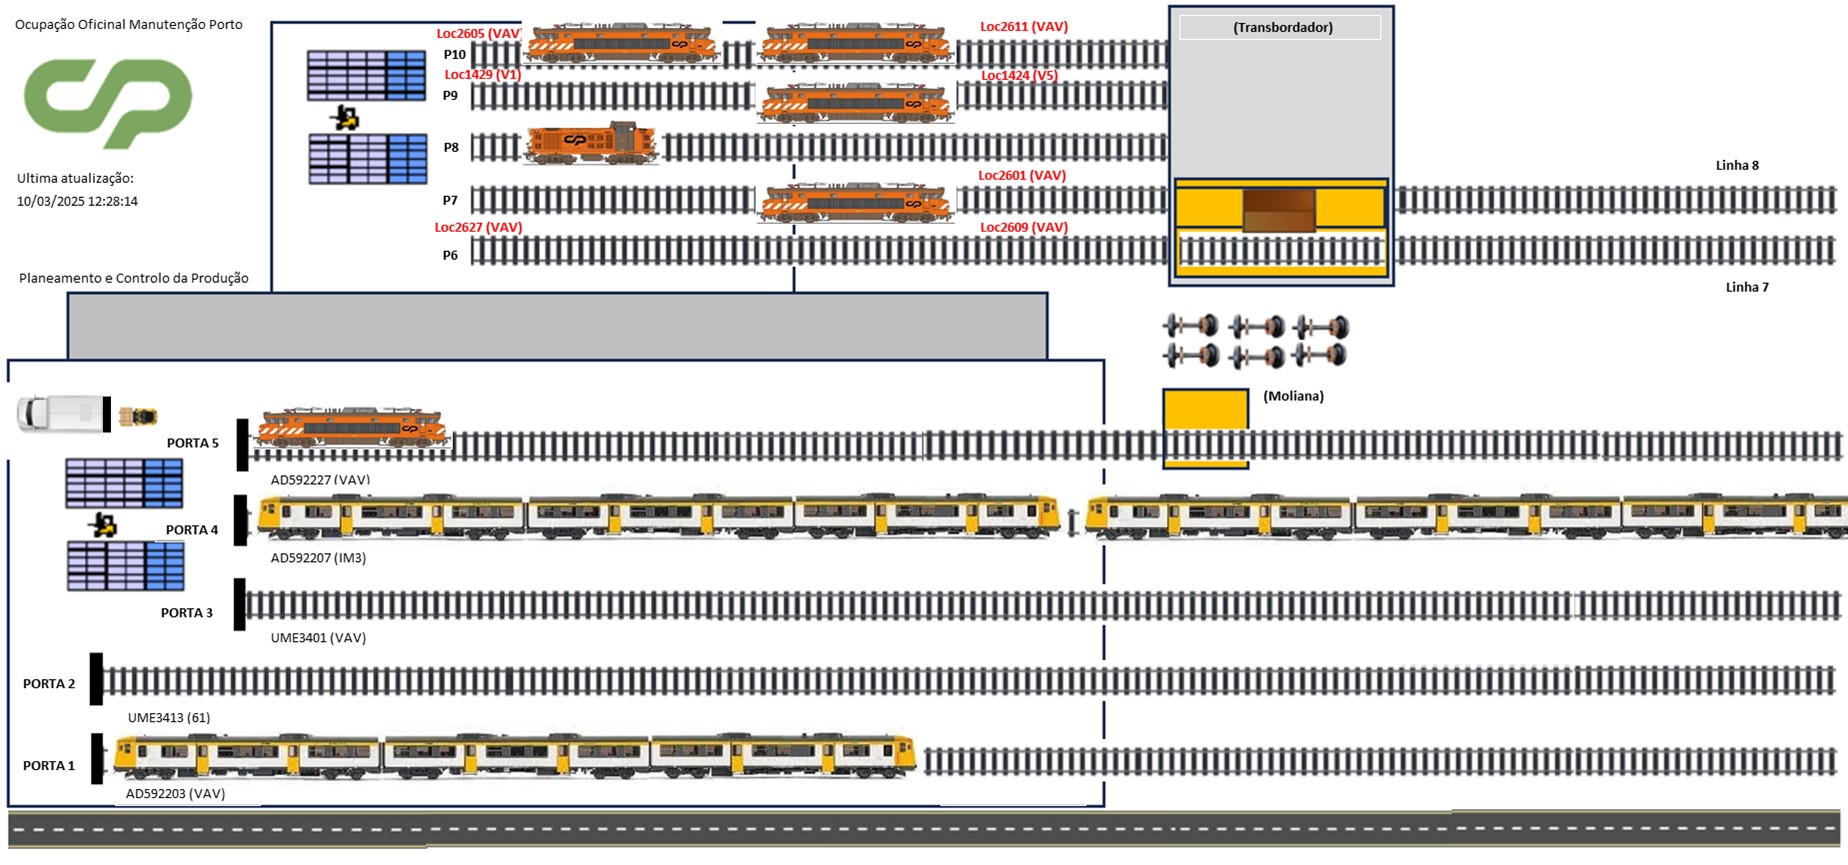 Ocupação Oficinal Manutenção Porto
Ultima atualização:
10/03/2025 12:28:14
Planeamento e Controlo da Produção
Loc2605 (VAV)
Loc2611 (VAV)
(Transbordador)
P10
Loc1429 (V1)
Loc1424 (V5)
P9
P8
Loc2601 (VAV)
P7
Linha 8
Loc2627 (VAV)
Loc2609 (VAV)
P6
Linha 7
(Moliana)
PORTA 5
AD592227 (VAV)
PORTA 4
AD592207 (IM3)
PORTA 3
UME3401 (VAV)
PORTA 2
UME3413 (61)
PORTA 1
AD592203 (VAV)